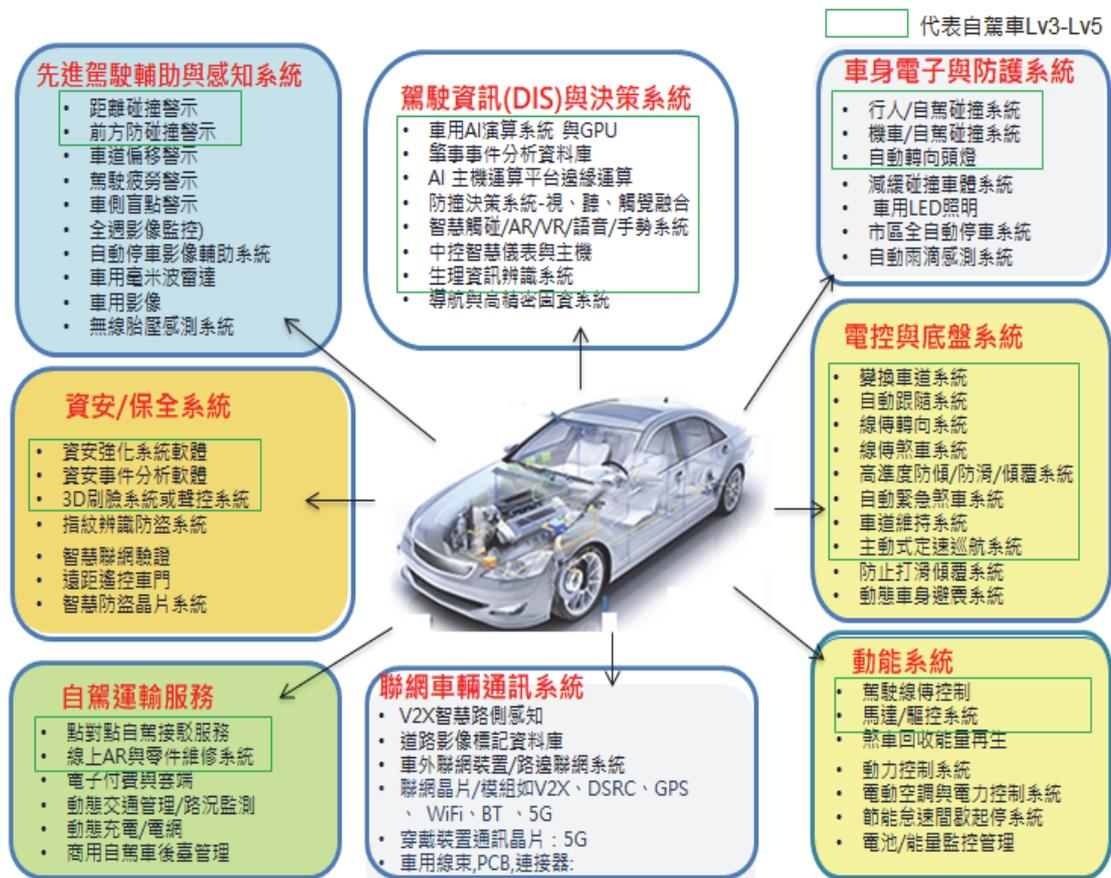 代表自駕車Lv3-Lv5
先進駕駛輔助與感知系統
• 距離碰撞警示
• 前方防碰撞警示
• 車道偏移警示
• 駕駛疲勞警示
• 車側盲點警示
• 全週影像監控)
• 自動停車影像輔助系統
• 車用毫米波雷達
• 車用影像
• 無線胎壓感測系統
駕駛資訊(DIS)與決策系統
• 車用AI演算系統 與GPU
• 肇事事件分析資料庫
• AI 主機運算平台邊緣運算
• 防撞決策系統-視、聽、觸覺融合
• 智慧觸碰/AR/VR/語音/手勢系統
• 中控智慧儀表與主機
• 生理資訊辨識系統
• 導航與高精密圖資系統
車身電子與防護系統
• 行人/自駕碰撞系統
• 機車/自駕碰撞系統
• 自動轉向頭燈
• 減緩碰撞車體系統
• 車用LED照明
• 市區全自動停車系統
• 自動雨滴感測系統
資安/保全系統
• 資安強化系統軟體
• 資安事件分析軟體
• 3D刷臉系統或聲控系統
• 指紋辨識防盜系統
• 智慧聯網驗證
• 遠距遙控車門
• 智慧防盜晶片系統
電控與底盤系統
• 變換車道系統
• 自動跟隨系統
• 線傳轉向系統
• 線傳煞車系統
• 高準度防傾/防滑/傾覆系統
• 自動緊急煞車系統
• 車道維持系統
• 主動式定速巡航系統
• 防止打滑傾覆系統
• 動態車身避震系統
自駕運輸服務
• 點對點自駕接駁服務
• 線上AR與零件維修系統
• 電子付費與雲端
• 動態交通管理/路況監測
• 動態充電/電網
• 商用自駕車後臺管理
聯網車輛通訊系統
• V2X智慧路側感知
• 道路影像標記資料庫
• 車外聯網裝置/路邊聯網系統
• 聯網晶片/模組如V2X、DSRC、GPS
、 WiFi、BT 、5G
• 穿戴裝置通訊晶片：5G
• 車用線束,PCB,連接器:
動能系統
• 駕駛線傳控制
• 馬達/驅控系統
• 煞車回收能量再生
• 動力控制系統
• 電動空調與電力控制系統
• 節能怠速間歇起停系統
• 電池/能量監控管理